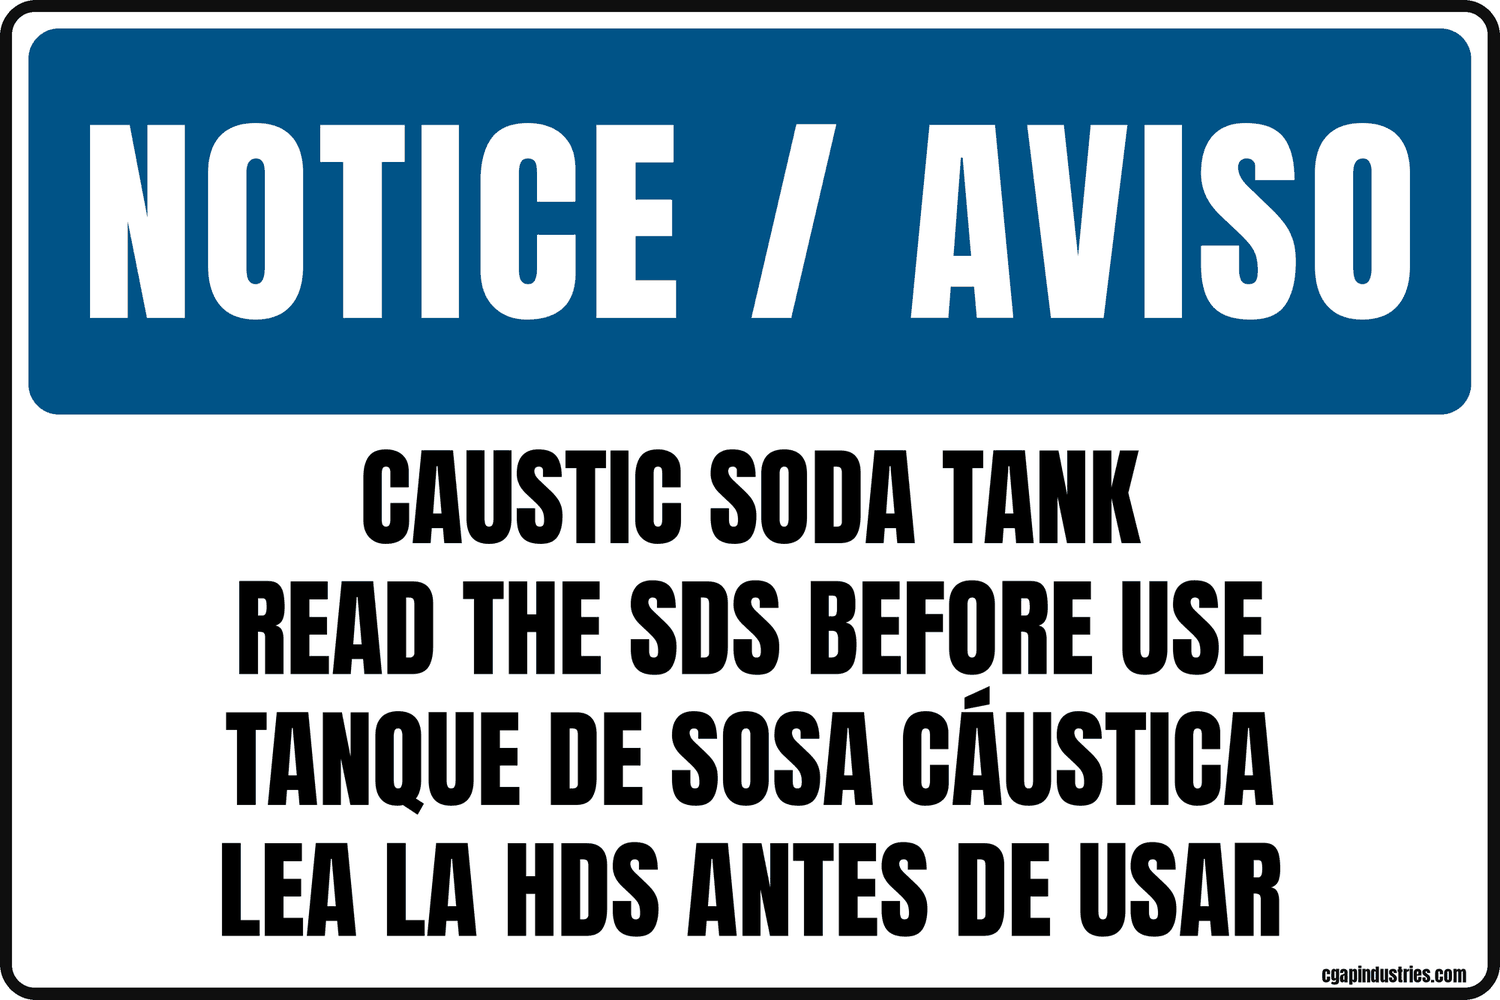 NOTICE / AVISO
CAUSTIC SODA TANK
READ THE SDS BEFORE USE
TANQUE DE SOSA CÁUSTICA
LEA LA HDS ANTES DE USAR
cgapindustries.com